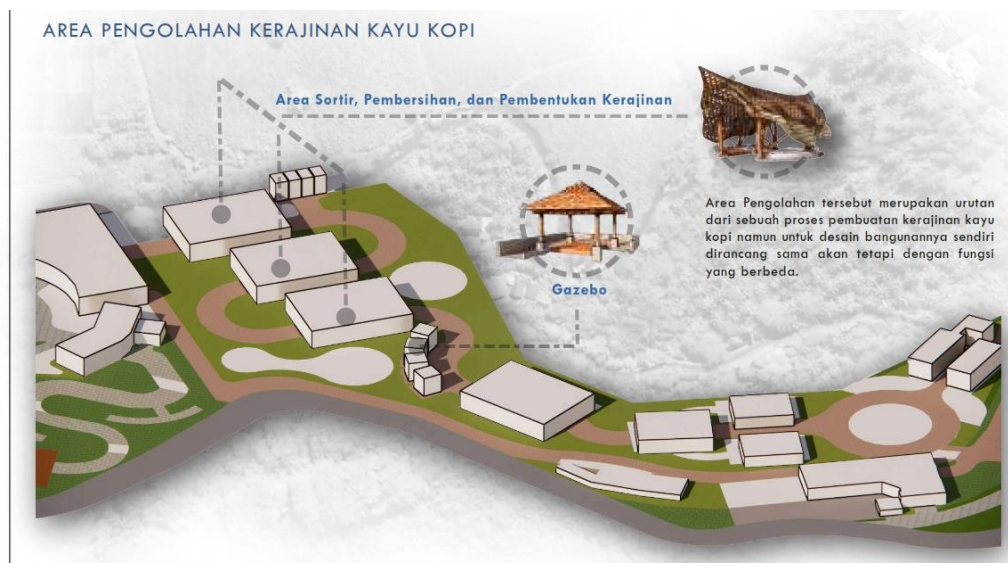 AREA PENGOLAHAN KERAJINAN KAYU KOPI
Area Sortir, Pembersihan, dan Pembentukan Kerajinan
Area Pengolahan tersebut merupakan urutan
dari sebuah proses pembuatan kerajinan kayu
kopi namun untuk desain bangunannya sendiri
dirancang sama akan tetapi dengan fungsi
yang berbeda.
Gazebo